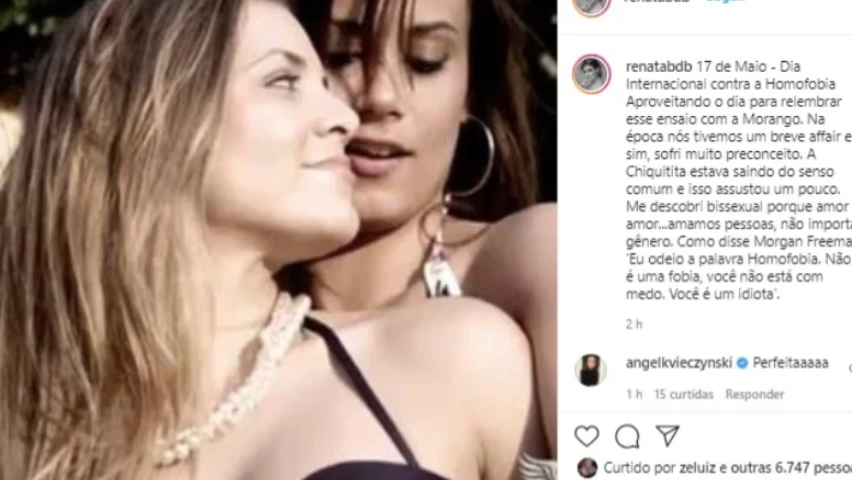 renatabdb 17 de Maio - Dia
Internacional contra a Homofobia
Aproveitando o dia para relembrar
esse ensaio com a Morango. Na
época nós tivemos um breve affair e
sim, sofri muito preconceito. A
Chiquitita estava saindo do senso
comum e isso assustou um pouco.
Me descobri bissexual porque amor
amor...amamos pessoas, não importa
gênero. Como disse Morgan Freema
'Eu odeio a palavra Homofobia. Não
é uma fobia, você não está com
medo. Você é um idiota'.
2 h
angelkvieczynski Perfeitaaaaa
1 h 15 curtidas Responder
Curtido por zeluiz e outras 6.747 pessoa